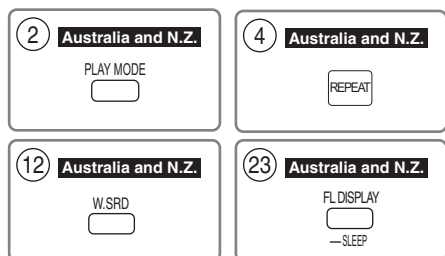 2 Australia and N.Z.
PLAY MODE
4 Australia and N.Z.
REPEAT
12 Australia and N.Z.
W.SRD
23 Australia and N.Z.
FL DISPLAY
—SLEEP